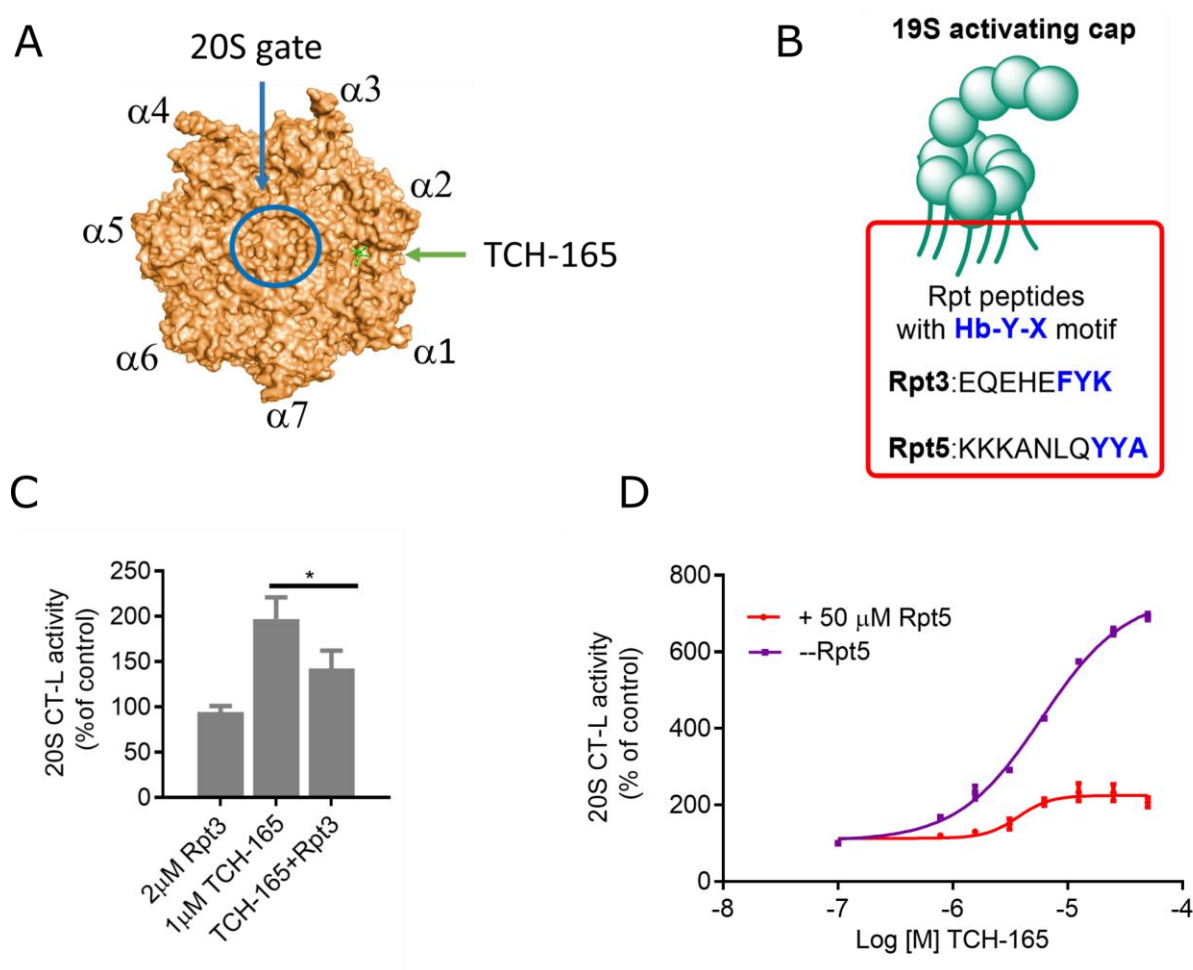 A
20S gate
α4
α3
α5
α2
TCH-165
α6
α1
α7
B
19S activating cap
Rpt peptides
with Hb-Y-X motif
Rpt3:EQEHEFYK
Rpt5:KKKANLQYYA
C
20S CT-L activity
(%of control)
250
200
150
100
50
0
*
2μM Rpt3
1μM TCH-165
TCH-165+Rpt3
D
20S CT-L activity
(% of control)
800
600
400
200
0
+ 50 μM Rpt5
--Rpt5
-8
-7
-6
-5
-4
Log [M] TCH-165